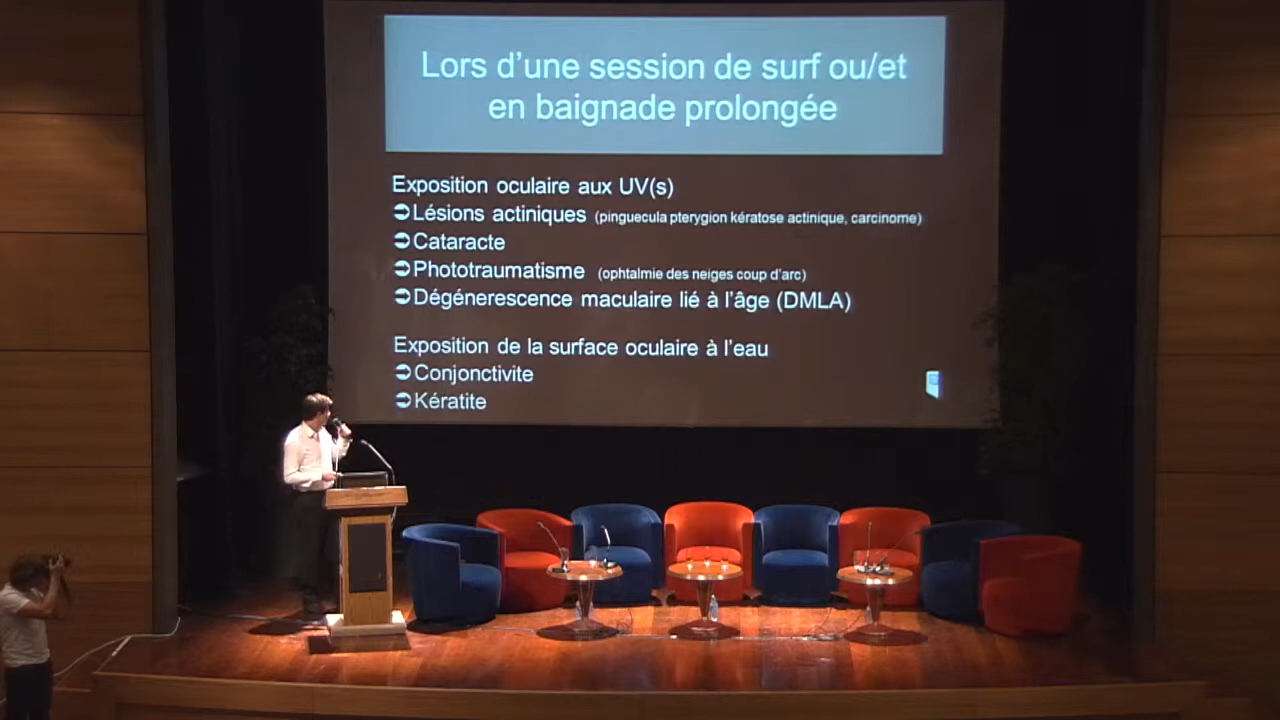 Lors d'une session de surf ou/et
en baignade prolongée
Exposition oculaire aux UV(s)
➲Lésions actiniques (pinguecula pterygion kératose actinique, carcinome)
➲Cataracte
➲Phototraumatisme (ophtalmie des neiges coup d'arc)
➲Dégénerescence maculaire lié à l'âge (DMLA)
Exposition de la surface oculaire à l'eau
➲Conjonctivite
➲Kératite